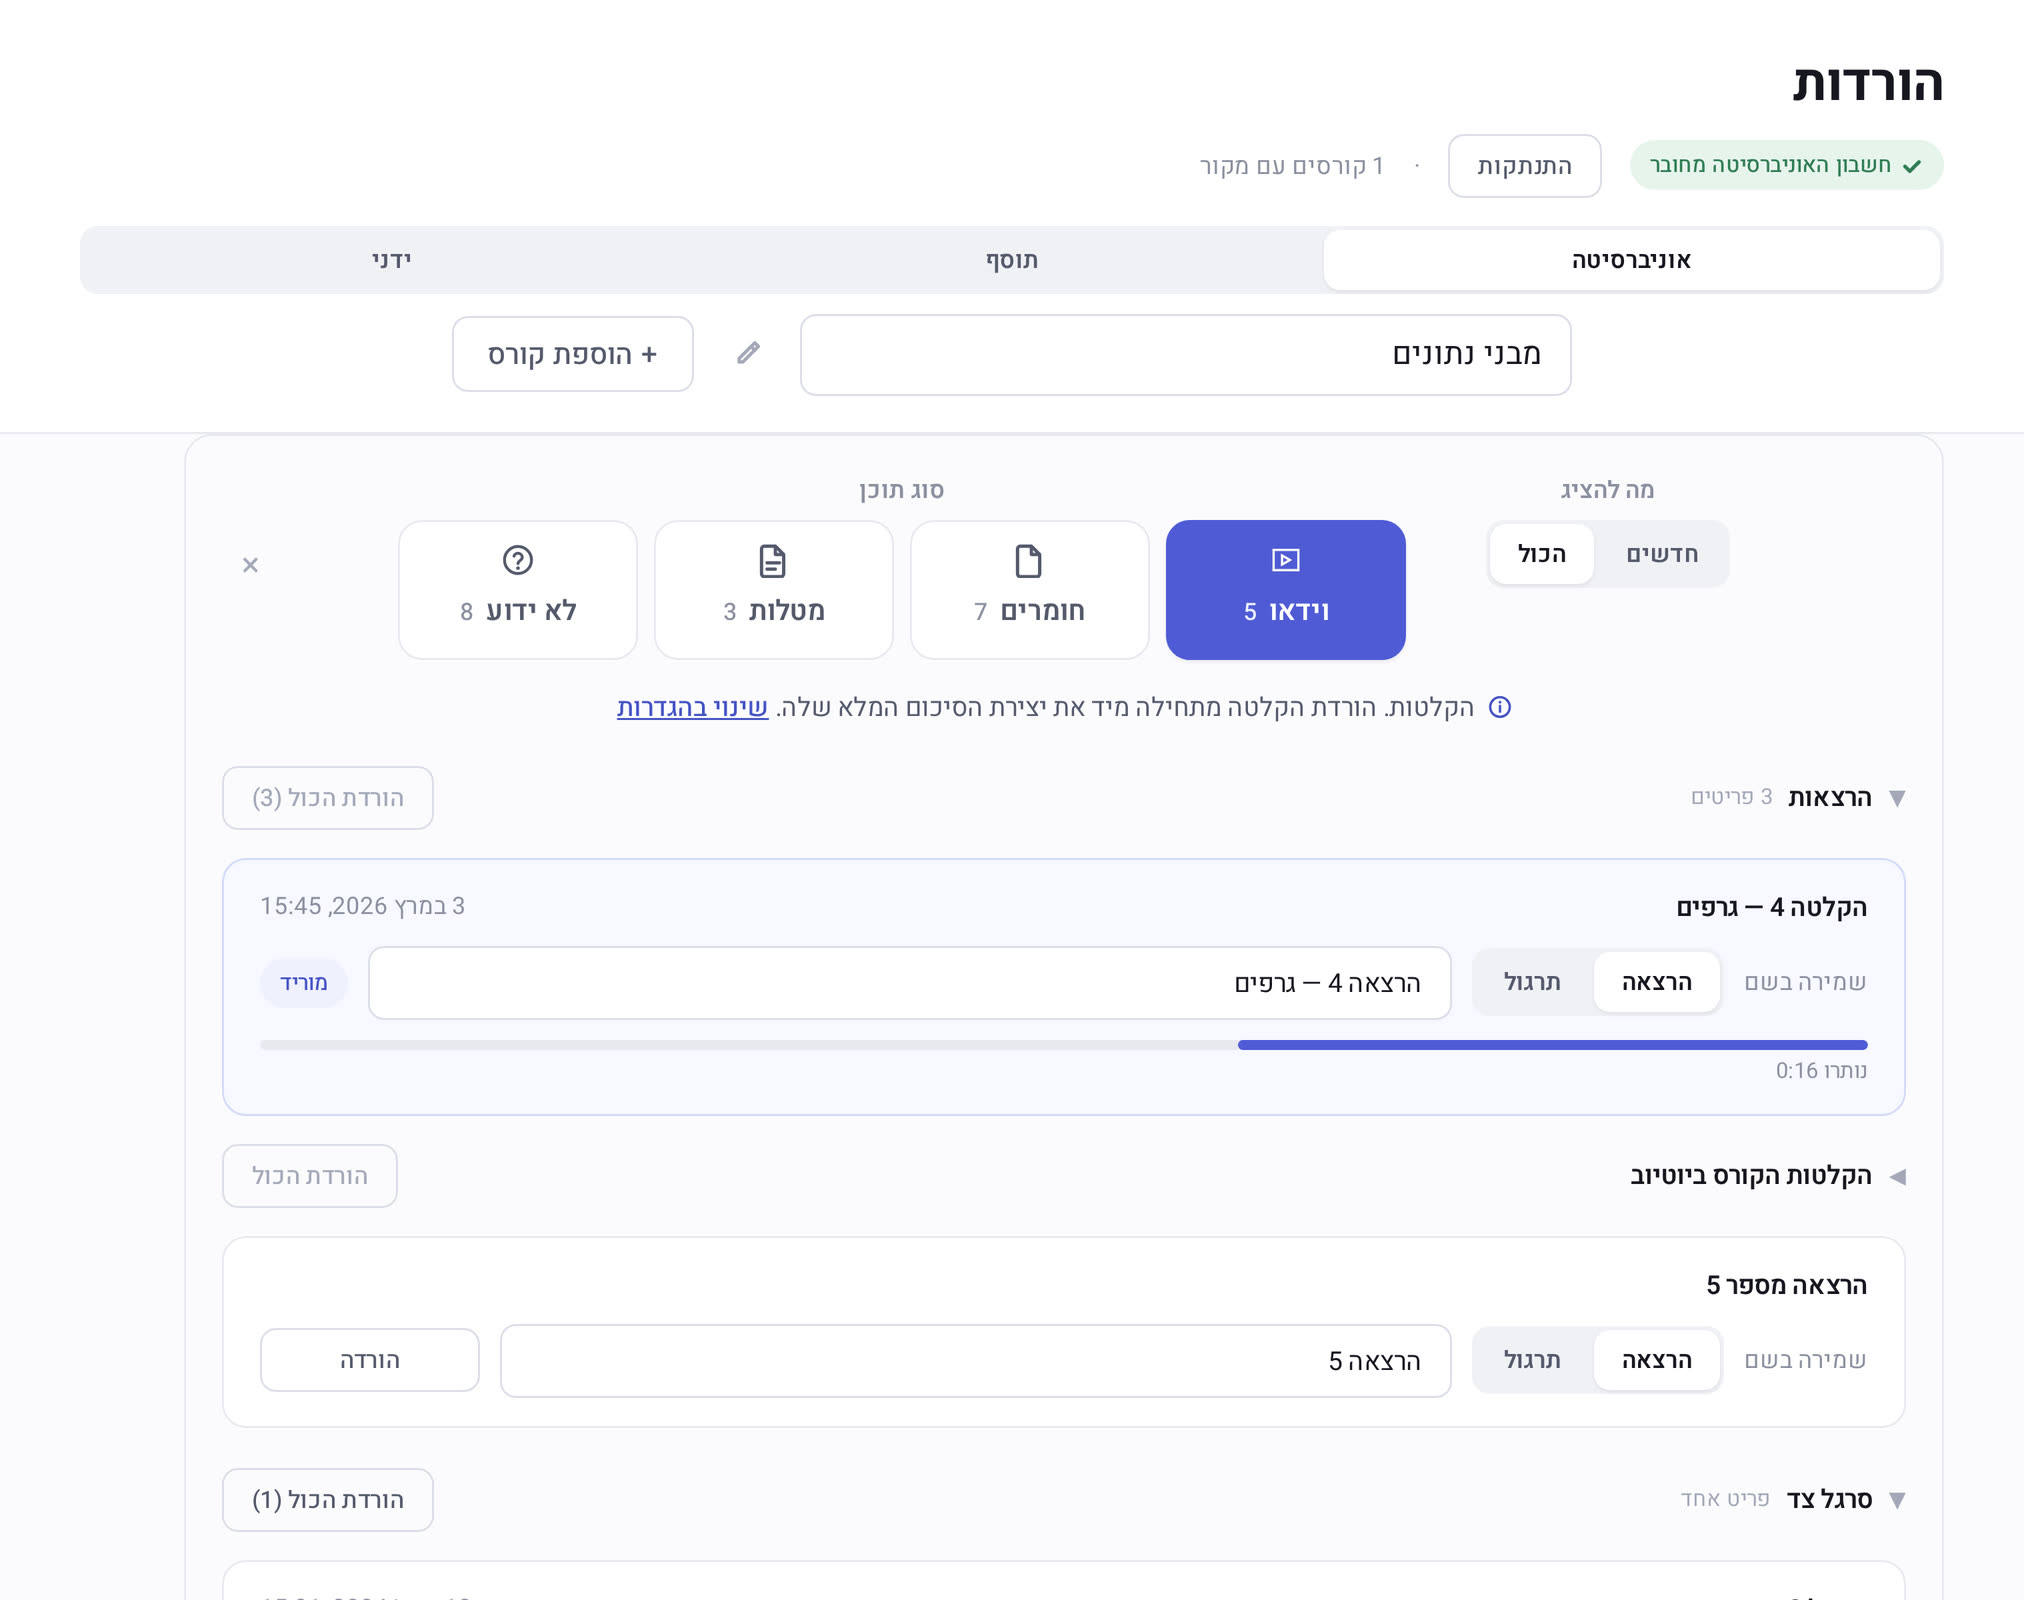 הורדות
חשבון האוניברסיטה מחובר התנתקות · 1 קורסים עם מקור
אוניברסיטה תוסף ידני
מבני נתונים + הוספת קורס
מה להציג סוג תוכן
חדשים הכול
וידאו 5 חומרים 7 מטלות 3 לא ידוע 8
הקלטות. הורדת הקלטה מתחילה מיד את יצירת הסיכום המלא שלה. שינוי בהגדרות
הרצאות 3 פריטים הורדת הכול (3)
הקלטה 4 – גרפים 3 במרץ 2026, 15:45
שמירה בשם הרצאה תרגול הרצאה 4 – גרפים מוריד
נותרו 0:16
הקלטות הקורס ביוטיוב הורדת הכול
הרצאה מספר 5
שמירה בשם הרצאה תרגול הרצאה 5 הורדה
סרגל צד פריט אחד הורדת הכול (1)